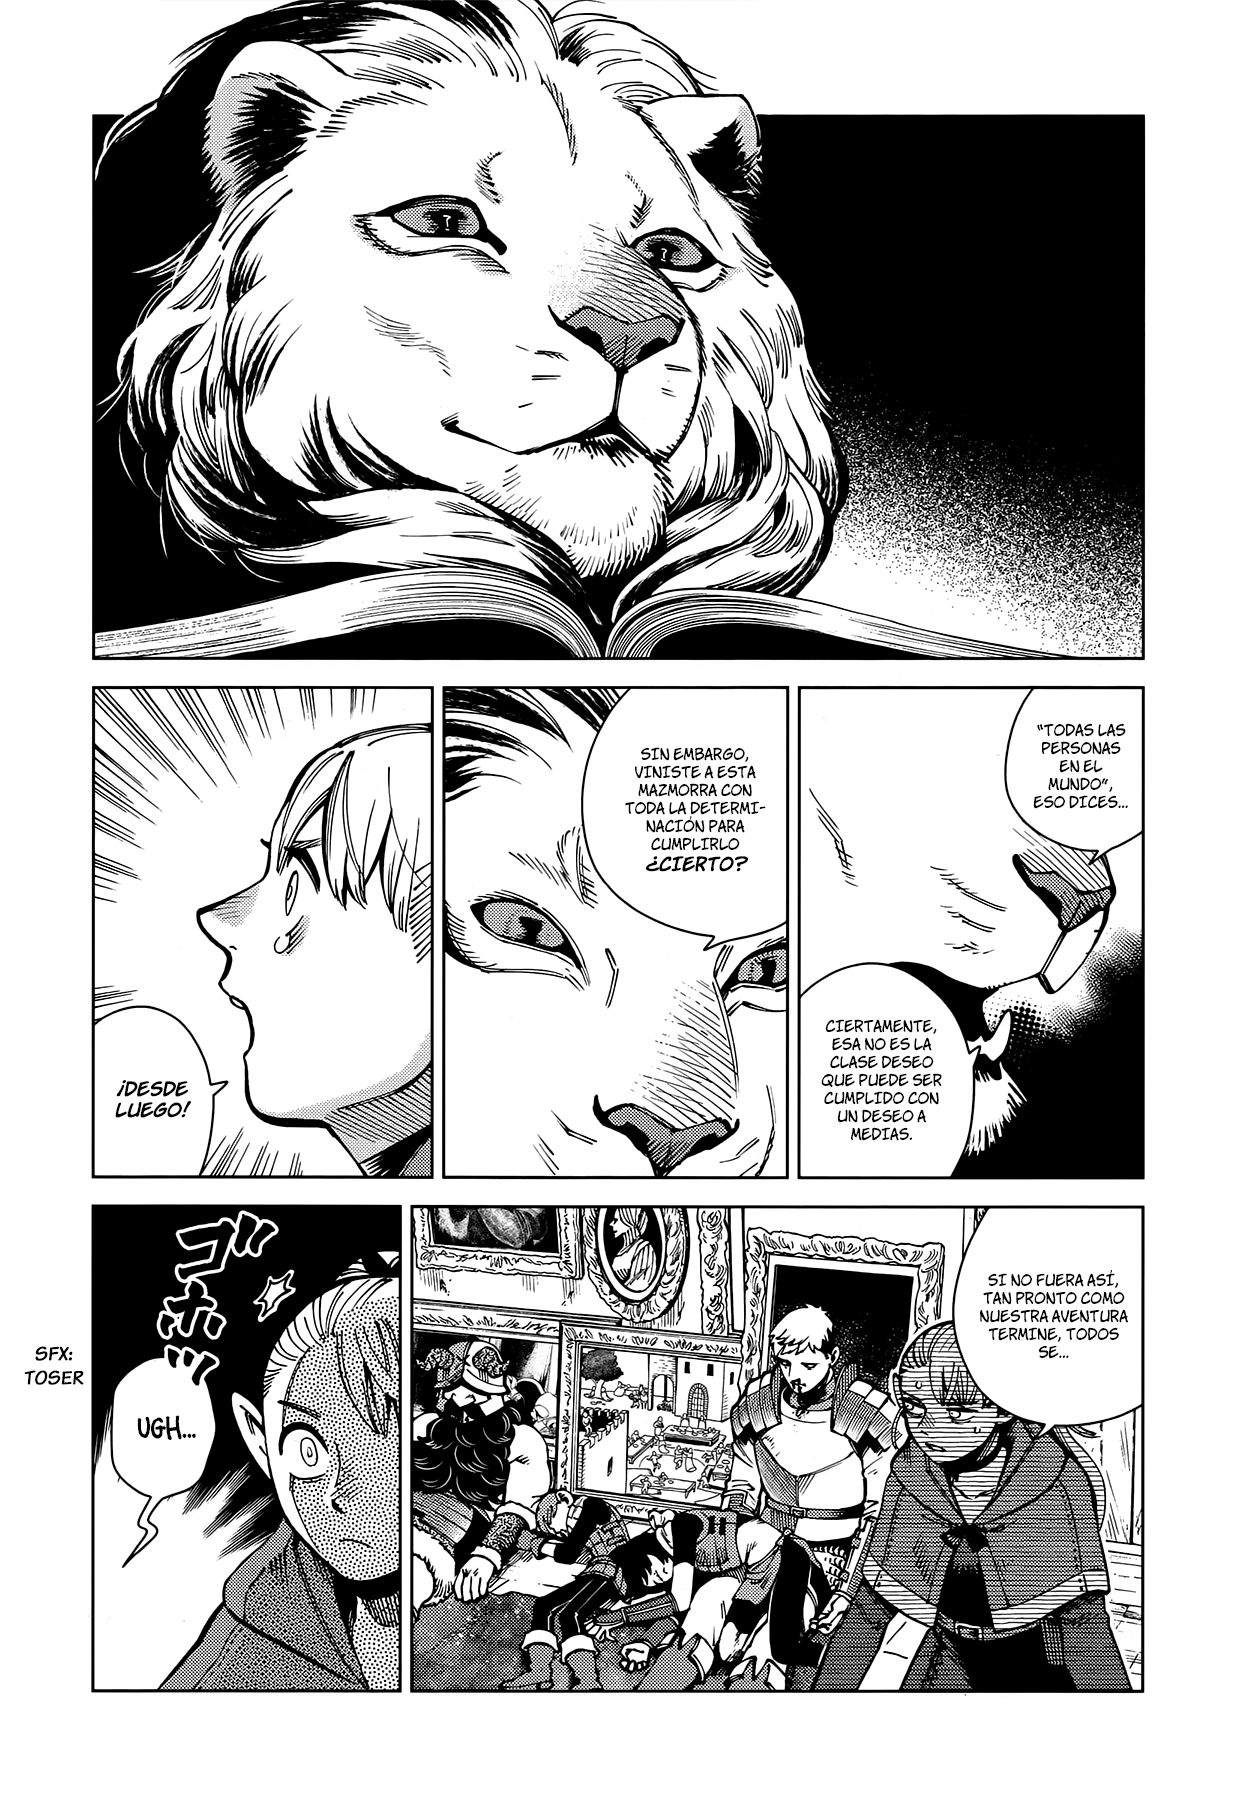 “TODAS LAS
PERSONAS
EN EL
MUNDO”,
ESO DICES...
CIERTAMENTE,
ESA NO ES LA
CLASE DESEO
QUE PUEDE SER
CUMPLIDO CON
UN DESEO A
MEDIAS.
SIN EMBARGO,
VINISTE A ESTA
MAZMORRA CON
TODA LA DETERMI-
NACIÓN PARA
CUMPLIRLO
¿CIERTO?
¡DESDE
LUEGO!
SI NO FUERA ASÍ,
TAN PRONTO COMO
NUESTRA AVENTURA
TERMINE, TODOS
SE...
ゴホッ
UGH...
SFX:
TOSER